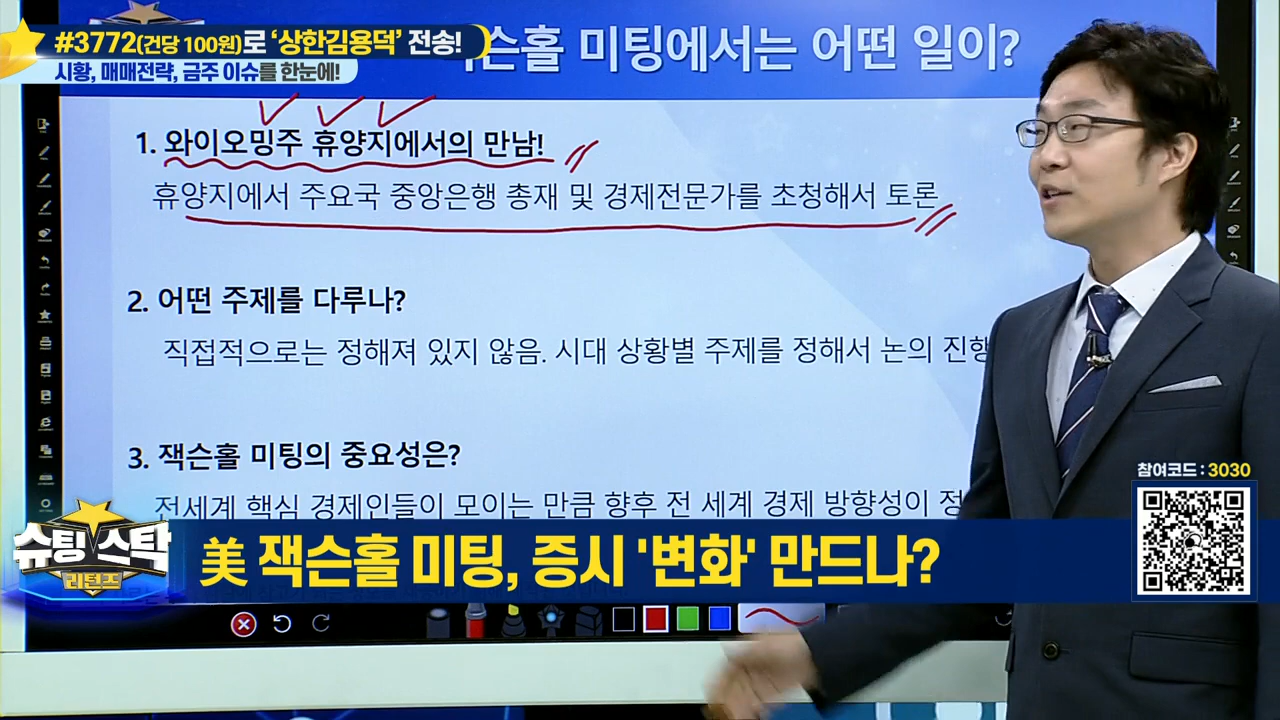 #3772(건당 100원)로 ‘상한김용덕’ 전송!
시황, 매매전략, 금주 이슈를 한눈에!
슨홀 미팅에서는 어떤 일이?
1. 와이오밍주 휴양지에서의 만남!
휴양지에서 주요국 중앙은행 총재 및 경제전문가를 초청해서 토론
2. 어떤 주제를 다루나?
직접적으로는 정해져 있지 않음. 시대 상황별 주제를 정해서 논의 진행
3. 잭슨홀 미팅의 중요성은?
전세계 핵심 경제인들이 모이는 만큼 향후 전 세계 경제 방향성이 정
참여코드 : 3030
슈팅스탁
리턴즈
美 잭슨홀 미팅, 증시 '변화' 만드나?